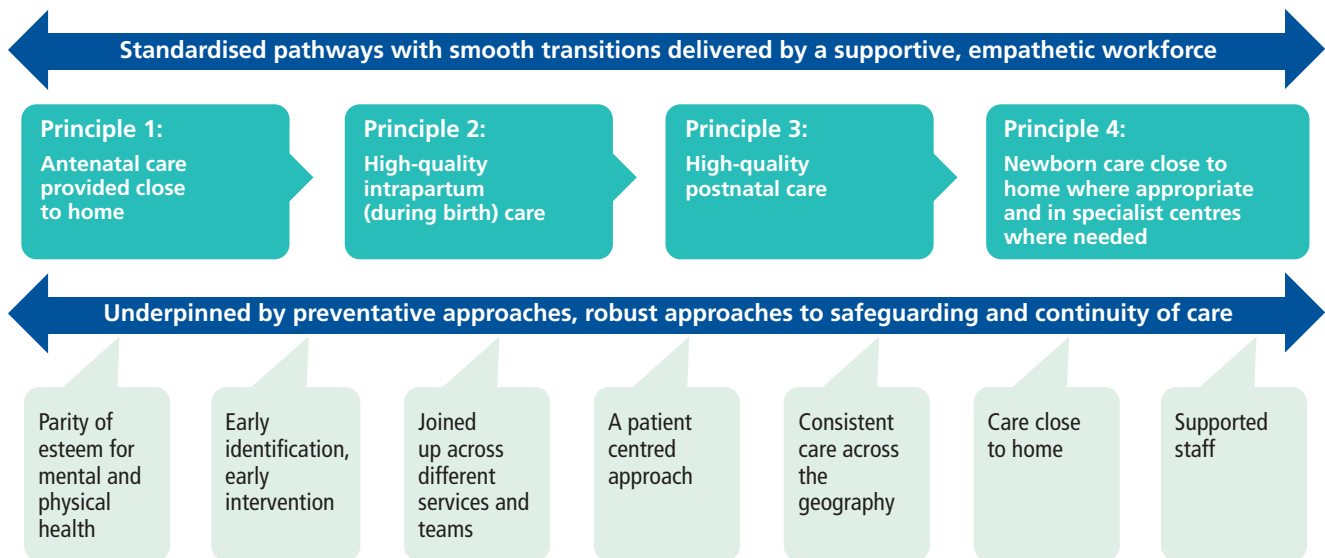 Standardised pathways with smooth transitions delivered by a supportive, empathetic workforce
Principle 1:
Antenatal care
provided close
to home
Principle 2:
High-quality
intrapartum
(during birth) care
Principle 3:
High-quality
postnatal care
Principle 4:
Newborn care close to
home where appropriate
and in specialist centres
where needed
Underpinned by preventative approaches, robust approaches to safeguarding and continuity of care
Parity of
esteem for
mental and
physical
health
Early
identification,
early
intervention
Joined
up across
different
services and
teams
A patient
centred
approach
Consistent
care across
the
geography
Care close
to home
Supported
staff